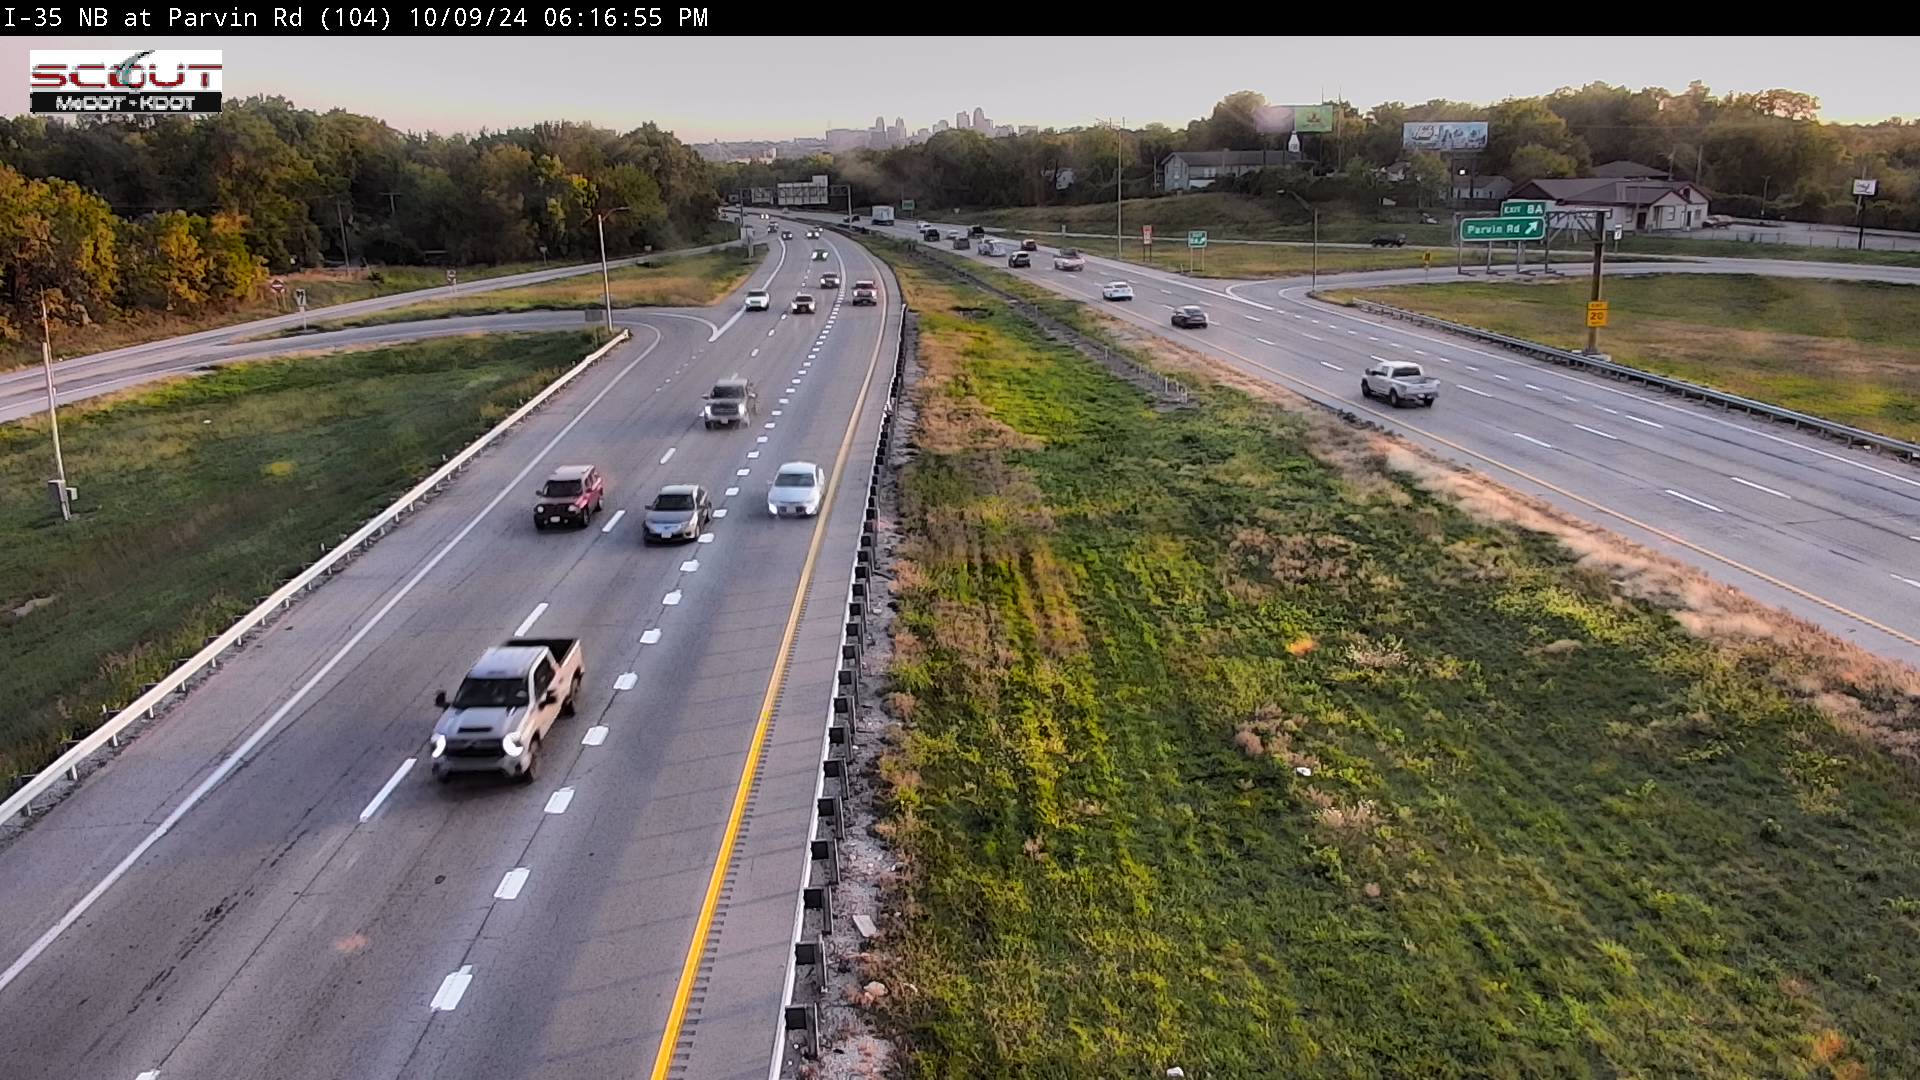 I-35 NB at Parvin Rd (104) 10/09/24 06:16:55 PM
SCOUT
MoDOT - KDOT
EXIT 8A
Parvin Rd
20